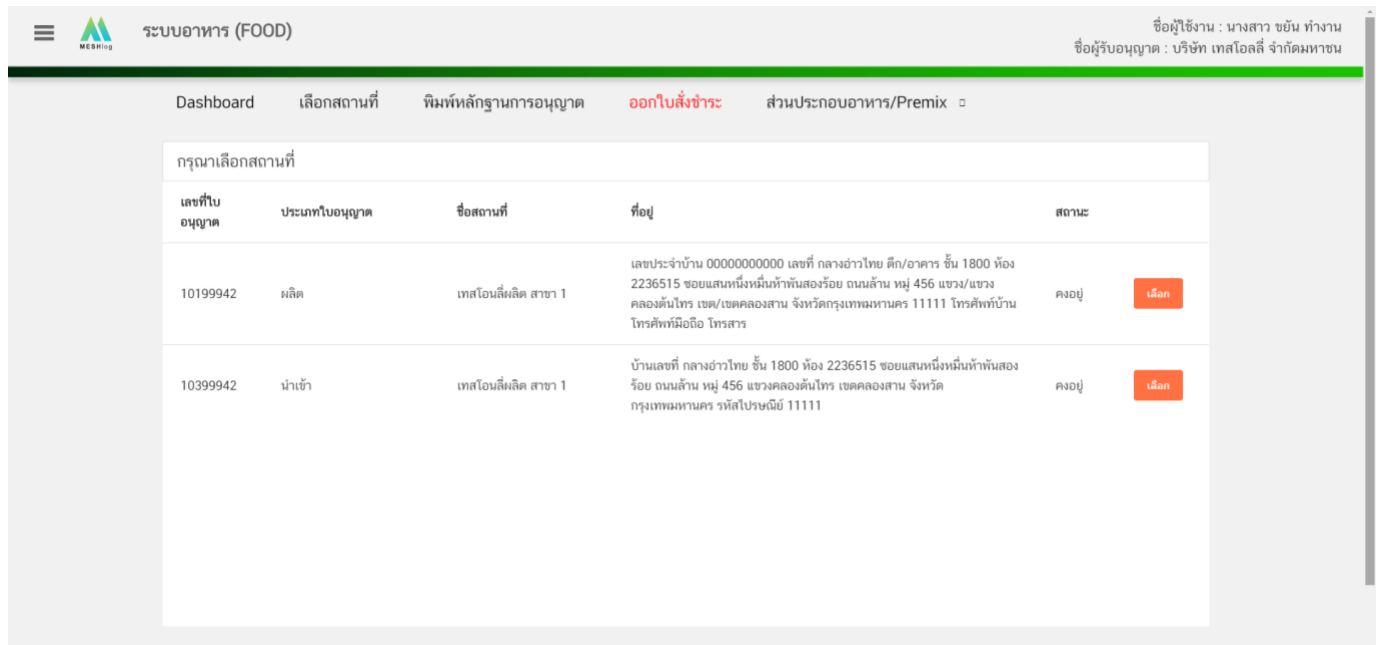 ระบบอาหาร (FOOD)
MESHlog
ชื่อผู้ใช้งาน : นางสาว ขยัน ทำงาน
ชื่อผู้รับอนุญาต : บริษัท เทสโอลลี่ จำกัดมหาชน
Dashboard เลือกสถานที่ พิมพ์หลักฐานการอนุญาต ออกใบสั่งชำระ ส่วนประกอบอาหาร/Premix
กรุณาเลือกสถานที่
เลขที่ใบ
อนุญาต
ประเภทใบอนุญาต ชื่อสถานที่ ที่อยู่ สถานะ
10199942 ผลิต เทสโอนลี่ผลิต สาขา 1
เลขประจำบ้าน 00000000000 เลขที่ กลางอ่าวไทย ตึก/อาคาร ชั้น 1800 ห้อง
2236515 ซอยแสนหนึ่งหมื่นห้าพันสองร้อย ถนนล้าน หมู่ 456 แขวง/แขวง
คลองต้นไทร เขต/เขตคลองสาน จังหวัดกรุงเทพมหานคร 11111 โทรศัพท์บ้าน
โทรศัพท์มือถือ โทรสาร
คงอยู่ เลือก
10399942 นำเข้า เทสโอนลี่ผลิต สาขา 1
บ้านเลขที่ กลางอ่าวไทย ชั้น 1800 ห้อง 2236515 ซอยแสนหนึ่งหมื่นห้าพันสอง
ร้อย ถนนล้าน หมู่ 456 แขวงคลองต้นไทร เขตคลองสาน จังหวัด
กรุงเทพมหานคร รหัสไปรษณีย์ 11111
คงอยู่ เลือก